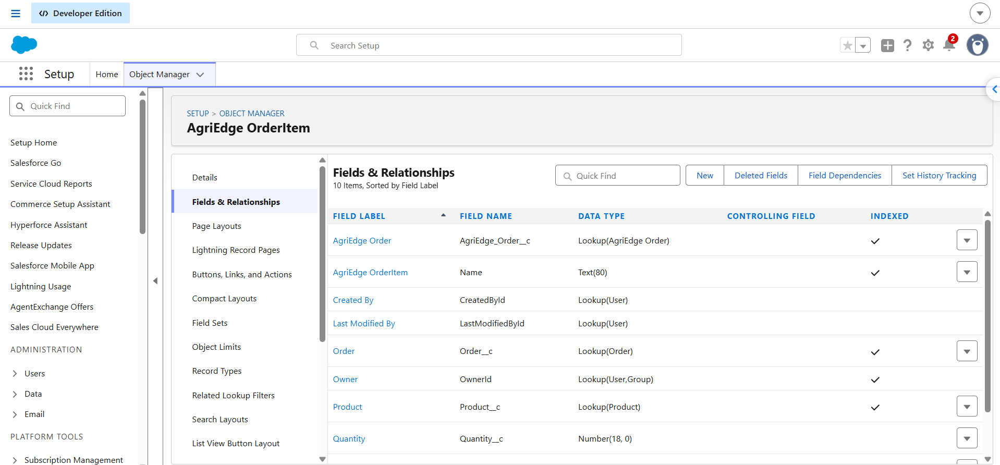 Developer Edition
Search Setup
2
Setup
Home
Object Manager
Quick Find
Setup Home
Salesforce Go
Service Cloud Reports
Commerce Setup Assistant
Hyperforce Assistant
Release Updates
Salesforce Mobile App
Lightning Usage
AgentExchange Offers
Sales Cloud Everywhere
ADMINISTRATION
Users
Data
Email
PLATFORM TOOLS
Subscription Management
SETUP > OBJECT MANAGER
AgriEdge OrderItem
Details
Fields & Relationships
Page Layouts
Lightning Record Pages
Buttons, Links, and Actions
Compact Layouts
Field Sets
Object Limits
Record Types
Related Lookup Filters
Search Layouts
List View Button Layout
Fields & Relationships
10 Items, Sorted by Field Label
Quick Find
New
Deleted Fields
Field Dependencies
Set History Tracking
FIELD LABEL FIELD NAME DATA TYPE CONTROLLING FIELD INDEXED
AgriEdge Order AgriEdge_Order__c Lookup(AgriEdge Order)
AgriEdge OrderItem Name Text(80)
Created By CreatedById Lookup(User)
Last Modified By LastModifiedById Lookup(User)
Order Order__c Lookup(Order)
Owner OwnerId Lookup(User,Group)
Product Product__c Lookup(Product)
Quantity Quantity__c Number(18, 0)